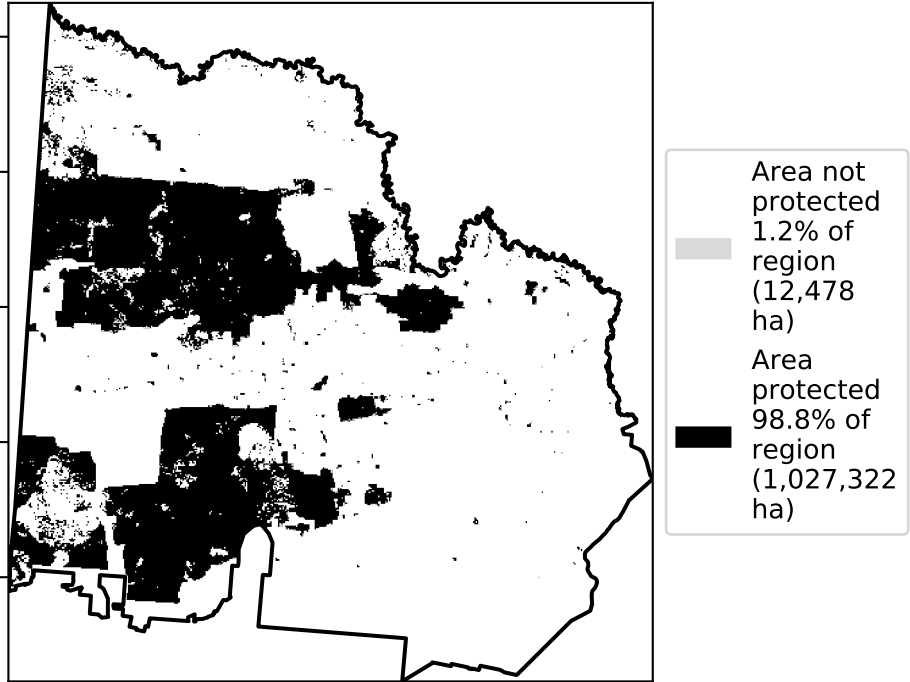 Area not
protected
1.2% of
region
(12,478
ha)
Area
protected
98.8% of
region
(1,027,322
ha)